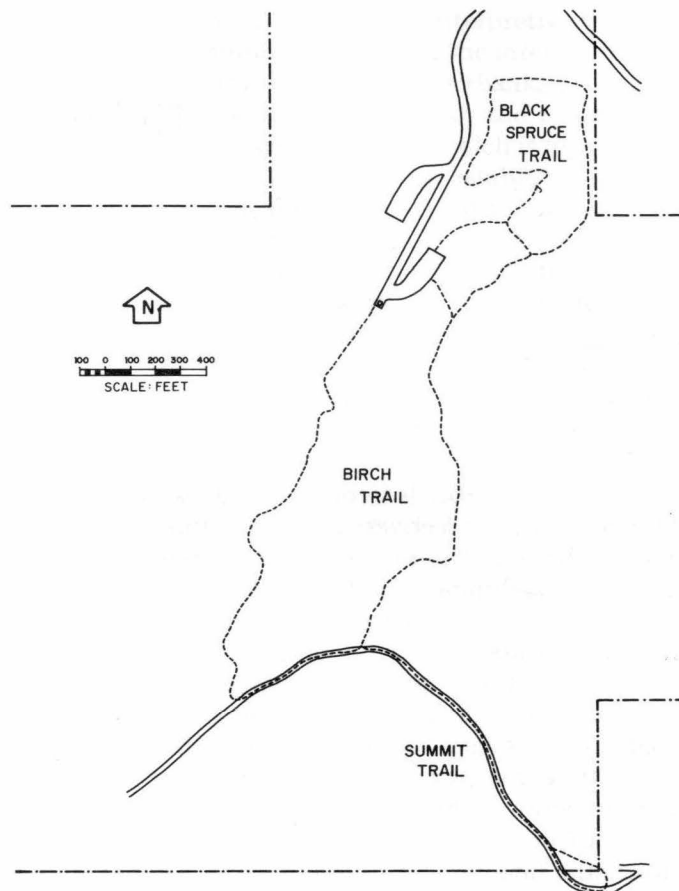 BLACK
SPRUCE
TRAIL
N
100 0 100 200 300 400
SCALE: FEET
BIRCH
TRAIL
SUMMIT
TRAIL